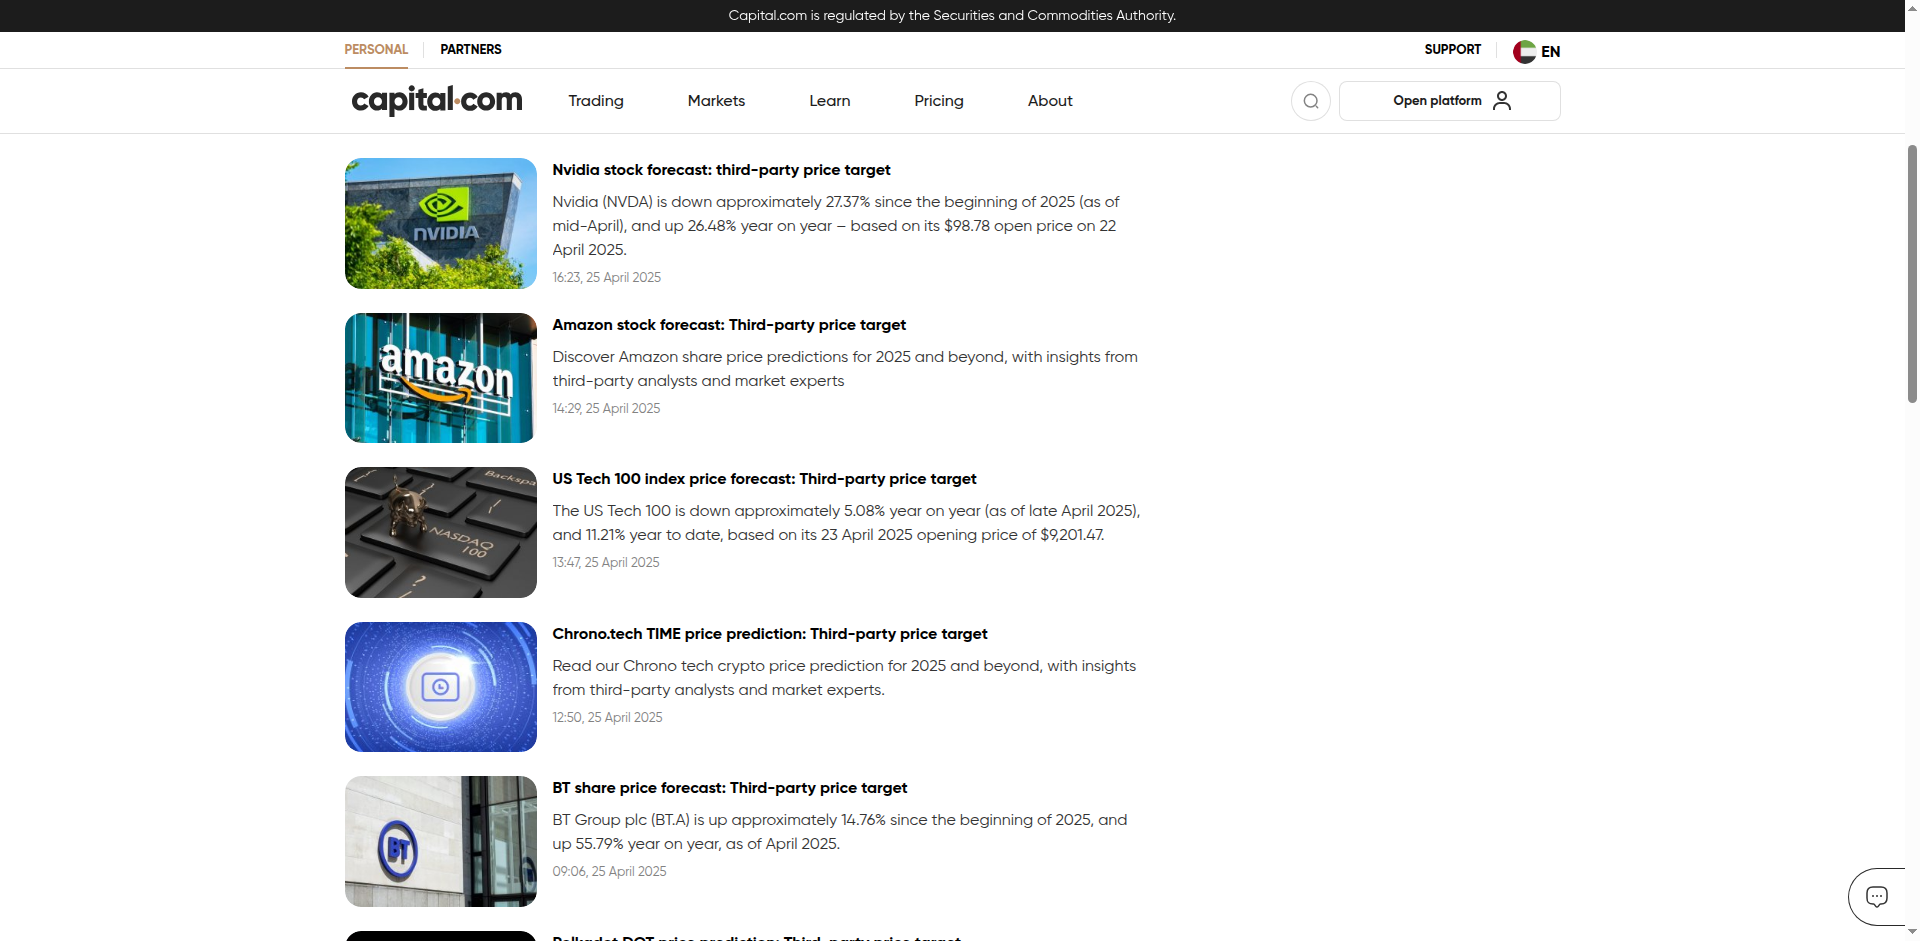 Capital.com is regulated by the Securities and Commodities Authority.
PERSONAL
PARTNERS
SUPPORT
EN
capital.com
Trading
Markets
Learn
Pricing
About
Open platform
NVIDIA
Nvidia stock forecast: third-party price target
Nvidia (NVDA) is down approximately 27.37% since the beginning of 2025 (as of
mid-April), and up 26.48% year on year – based on its $98.78 open price on 22
April 2025.
16:23, 25 April 2025
amazon
Amazon stock forecast: Third-party price target
Discover Amazon share price predictions for 2025 and beyond, with insights from
third-party analysts and market experts
14:29, 25 April 2025
Backspa
NASDAQ
100
?
US Tech 100 index price forecast: Third-party price target
The US Tech 100 is down approximately 5.08% year on year (as of late April 2025),
and 11.21% year to date, based on its 23 April 2025 opening price of $9,201.47.
13:47, 25 April 2025
Chrono.tech TIME price prediction: Third-party price target
Read our Chrono tech crypto price prediction for 2025 and beyond, with insights
from third-party analysts and market experts.
12:50, 25 April 2025
BT
BT share price forecast: Third-party price target
BT Group plc (BT.A) is up approximately 14.76% since the beginning of 2025, and
up 55.79% year on year, as of April 2025.
09:06, 25 April 2025
Polkadot DOT price prediction: Third-party price target